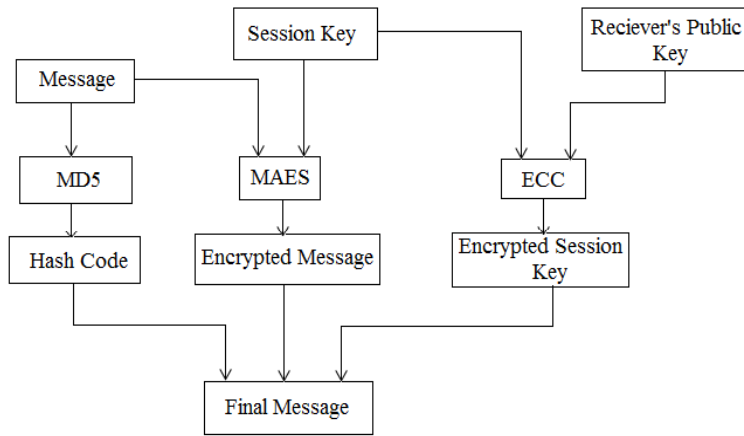 Session Key
Reciever's Public
Key
Message
MD5
MAES
ECC
Hash Code
Encrypted Message
Encrypted Session
Key
Final Message